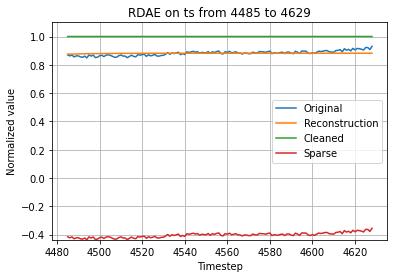 RDAE on ts from 4485 to 4629
Normalized value
1.0
0.8
0.6
0.4
0.2
0.0
−0.2
−0.4
Original
Reconstruction
Cleaned
Sparse
4480 4500 4520 4540 4560 4580 4600 4620
Timestep